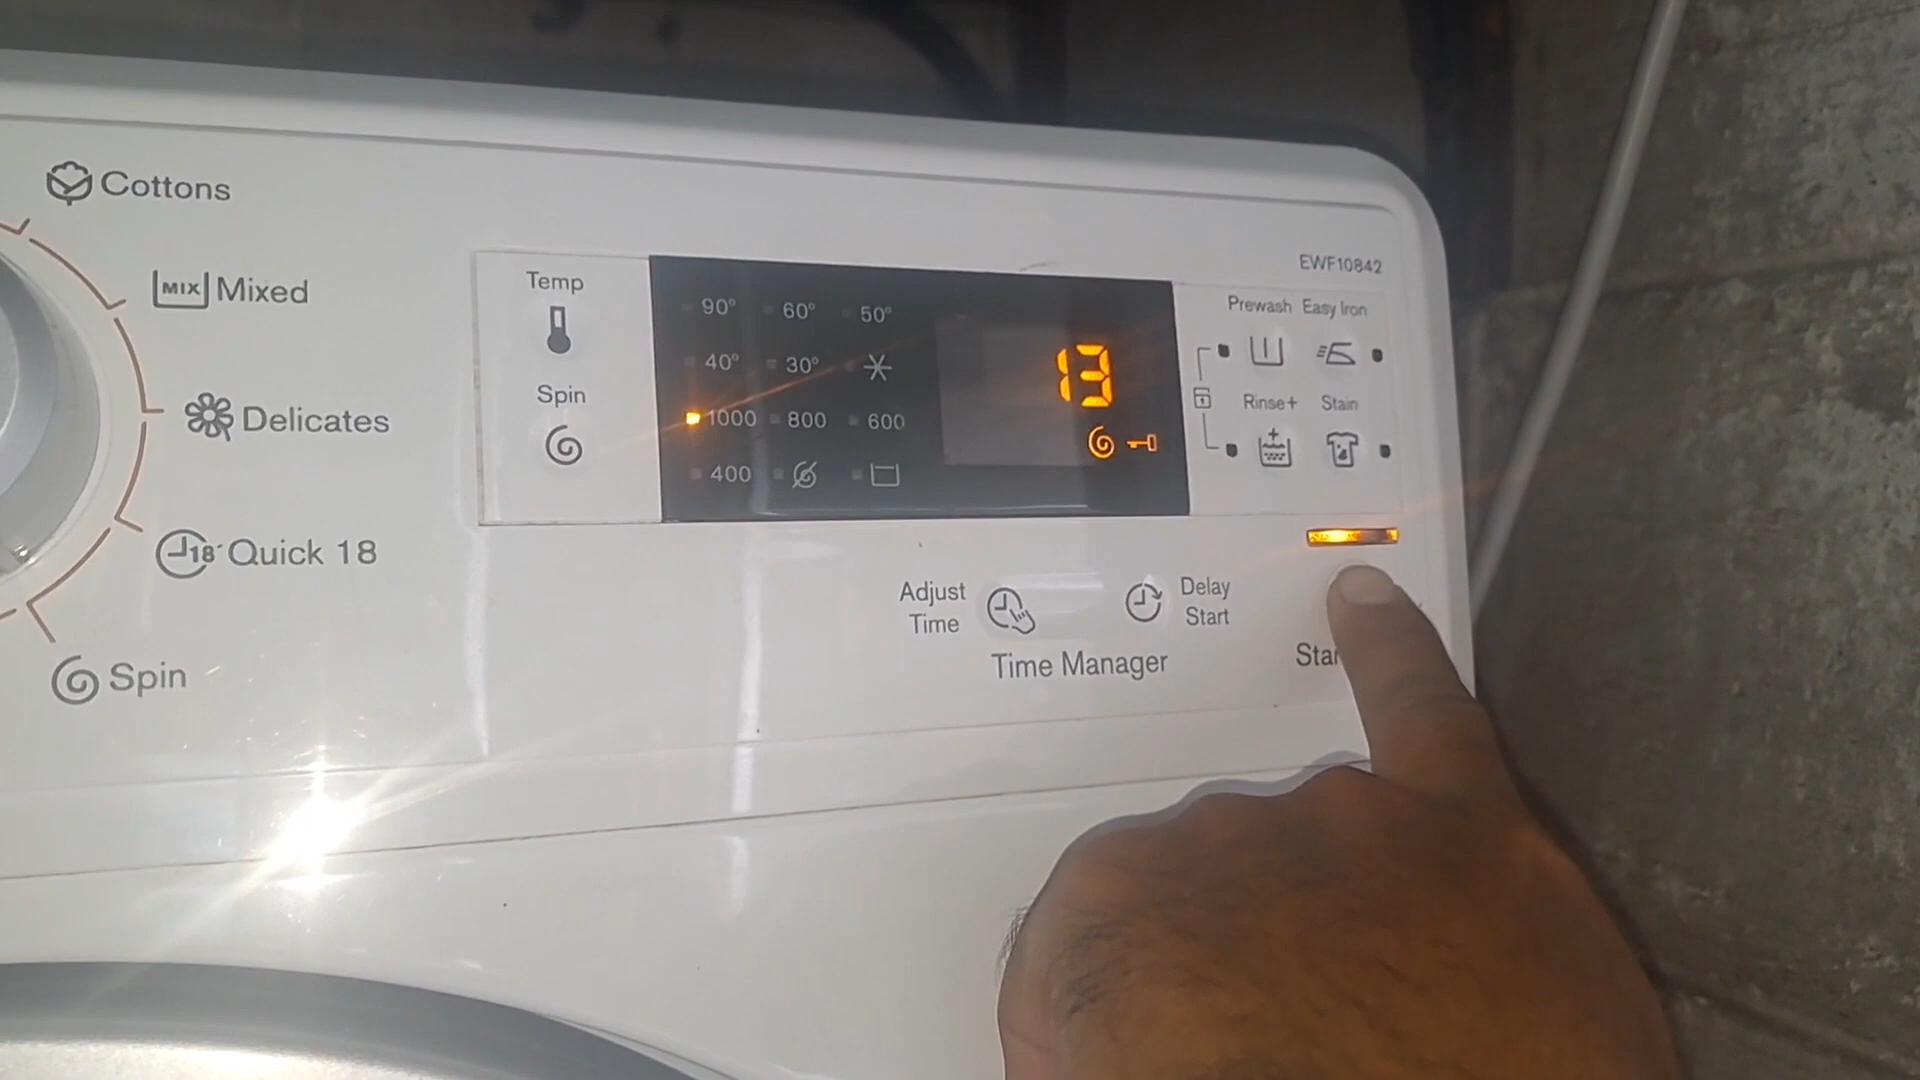 Cottons
MIX Mixed
Delicates
18' Quick 18
Spin
Temp
Spin
90° 60° 50°
40° 30°
1000 800 600
400
13
EWF10842
Prewash Easy Iron
Rinse+ Stain
Adjust
Time
Delay
Start
Time Manager